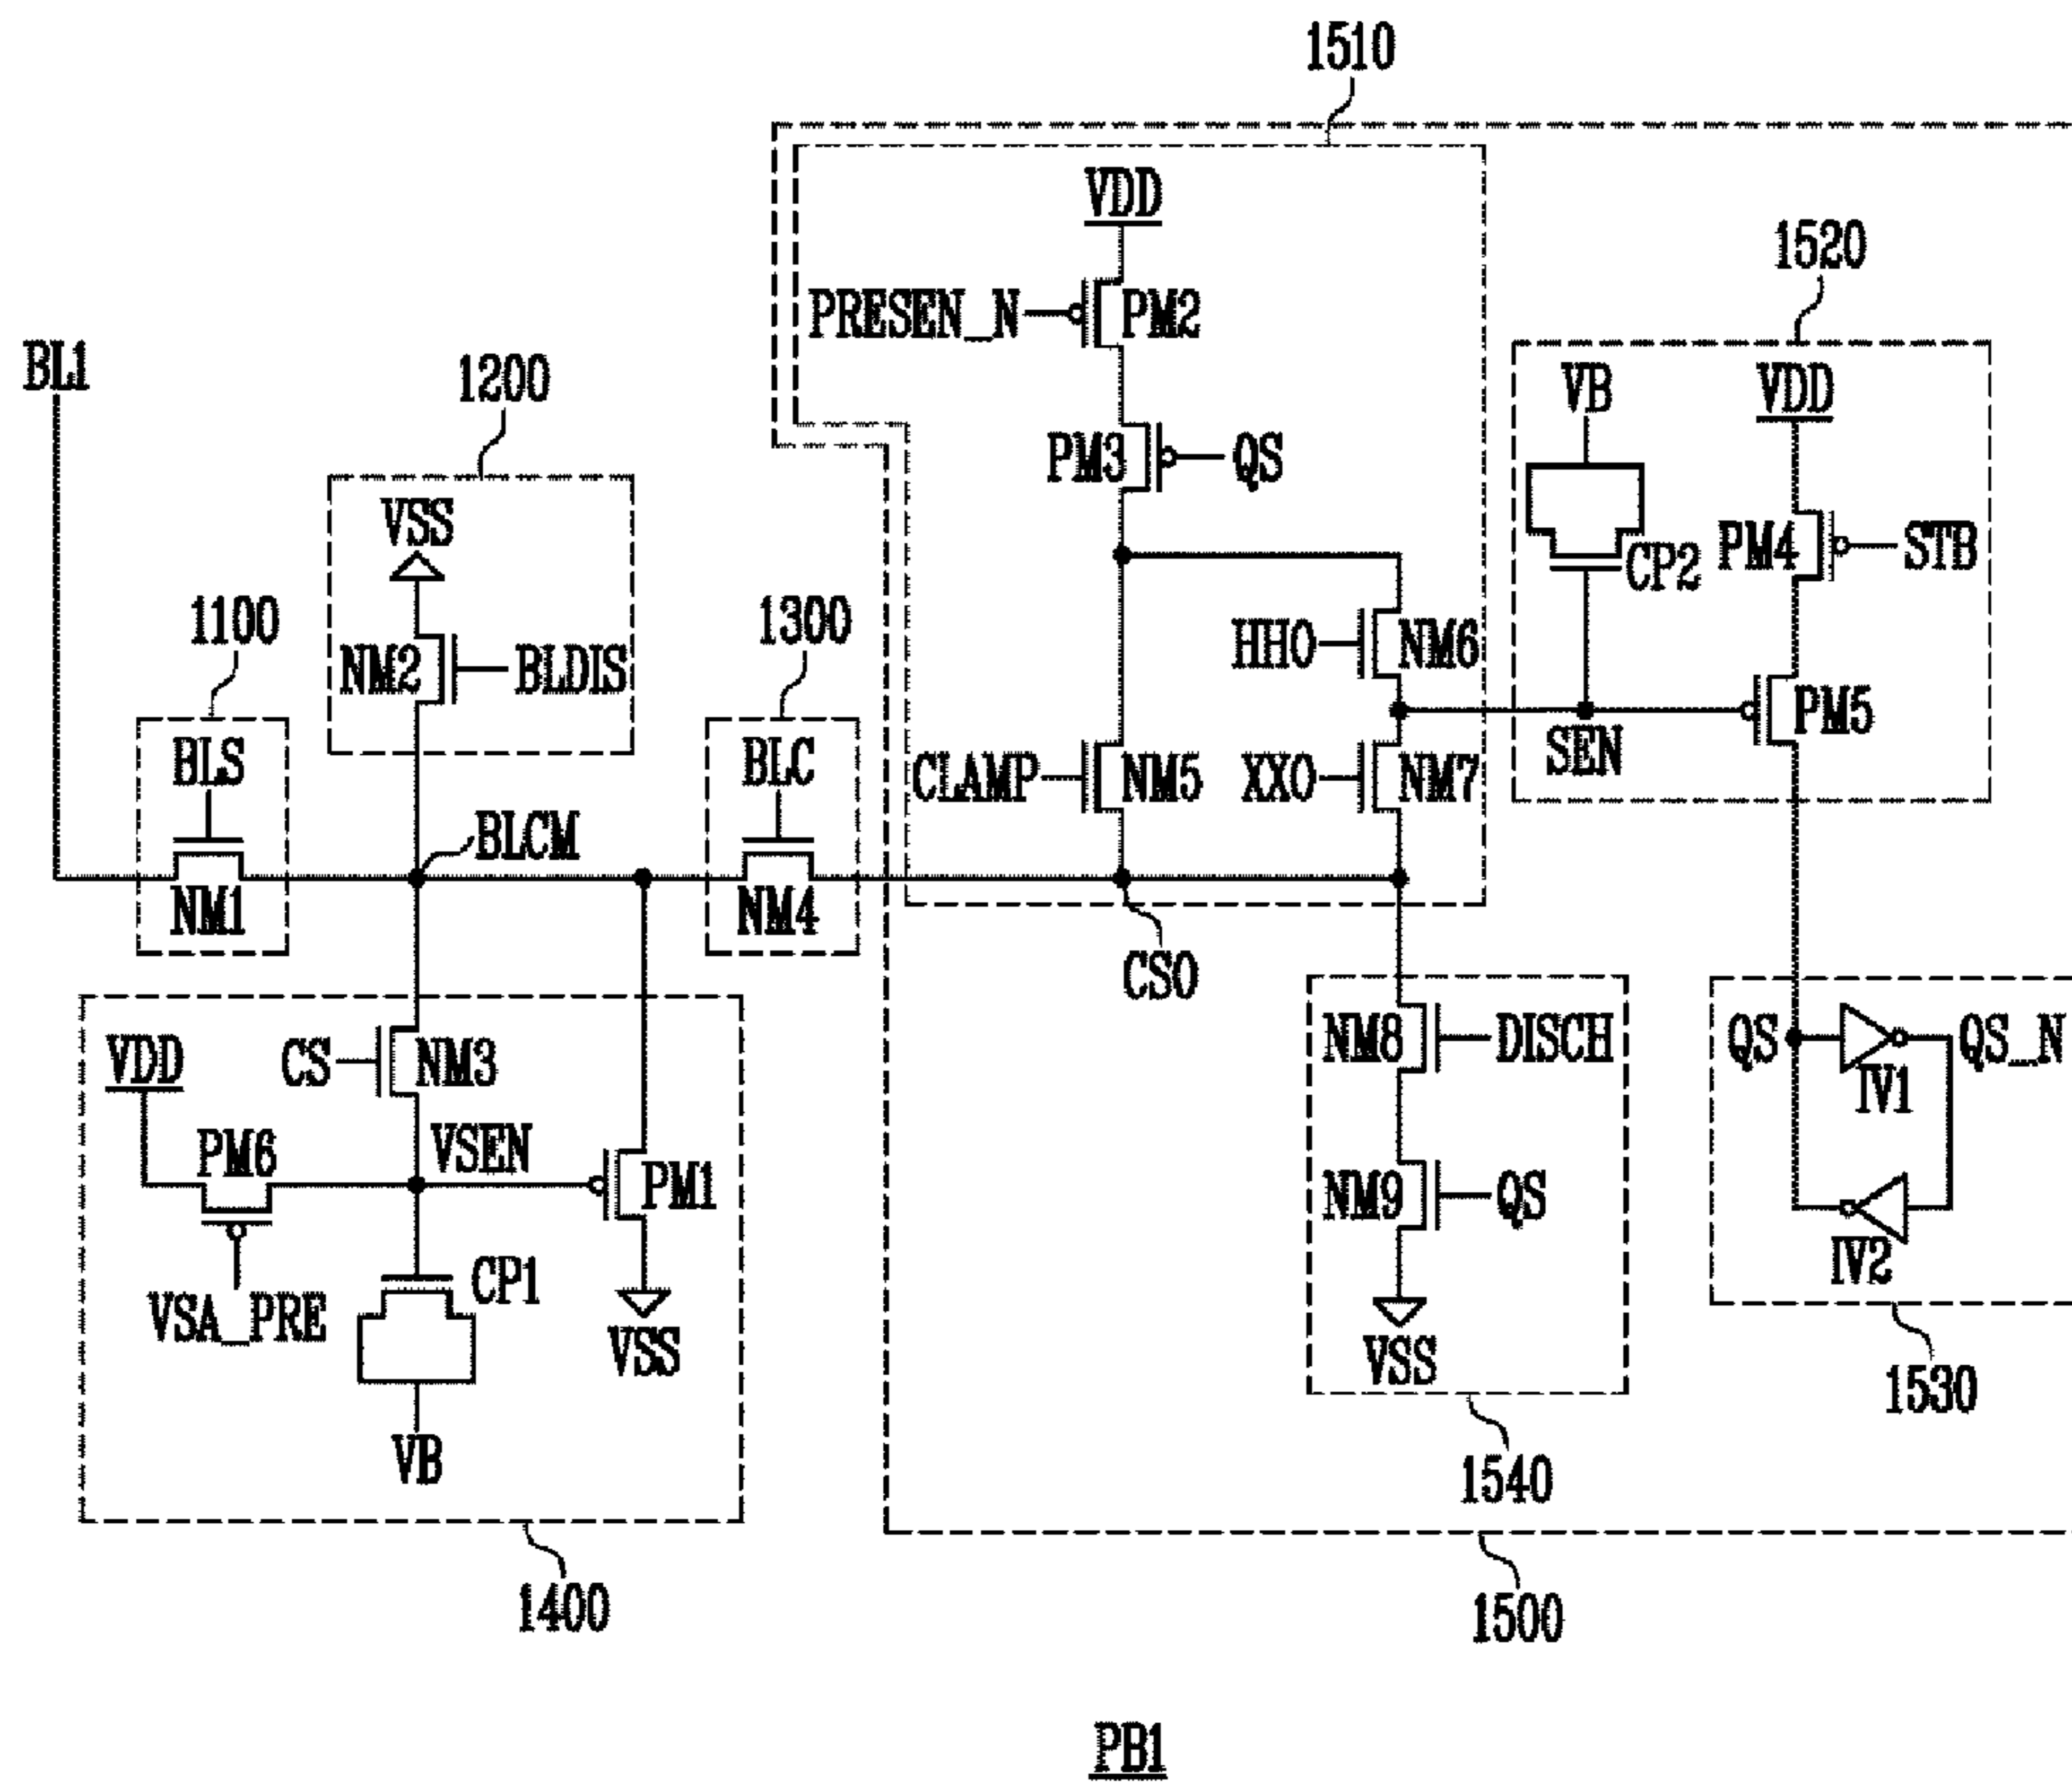 1510
VDD
1520
PRESEN_N
PM2
BL1
1200
VB
VDD
PM3
QS
VSS
PM4
STB
CP2
1100
1300
NM2
BLDIS
HHO
NM6
PM5
BLS
BLC
CLAMP
NM5
XXO
NM7
SEN
BLCM
NM1
NM4
CSO
VDD
CS
NM3
NM8
DISCH
QS
QS_N
IV1
PM6
VSEN
PM1
NM9
QS
IV2
CP1
VSA_PRE
VSS
VSS
1530
VB
1540
1400
1500
PB1